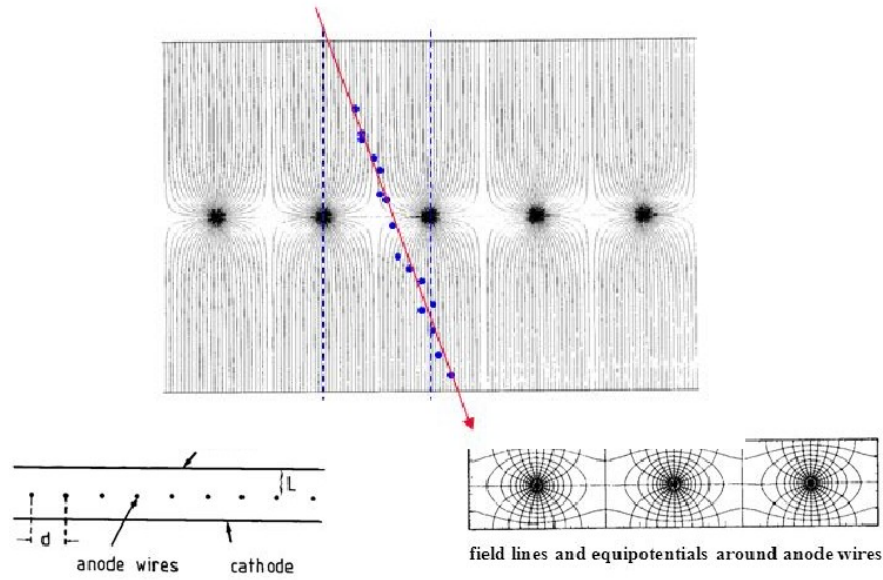 L
d
anode wires
cathode
field lines and equipotentials around anode wires